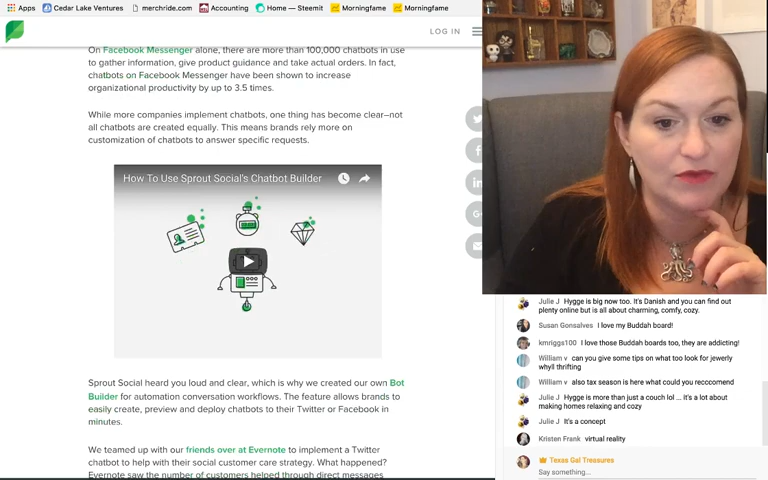 Apps
Cedar Lake Ventures
merchride.com
Accounting
Home — Steemit
Morningfame
Morningfame
LOG IN
On Facebook Messenger alone, there are more than 100,000 chatbots in use
to gather information, give product guidance and take actual orders. In fact,
chatbots on Facebook Messenger have been shown to increase
organizational productivity by up to 3.5 times.
While more companies implement chatbots, one thing has become clear–not
all chatbots are created equally. This means brands rely more on
customization of chatbots to answer specific requests.
How To Use Sprout Social's Chatbot Builder
Sprout Social heard you loud and clear, which is why we created our own Bot
Builder for automation conversation workflows. The feature allows brands to
easily create, preview and deploy chatbots to their Twitter or Facebook in
minutes.
We teamed up with our friends over at Evernote to implement a Twitter
chatbot to help with their social customer care strategy. What happened?
Evernote saw the number of customers helped through direct messages
Julie J Hygge is big now too. It's Danish and you can find out
plenty online but is all about charming, comfy, cozy.
Susan Gonsalves I love my Buddah board!
kmriggs100 I love those Buddah boards too, they are addicting!
William v can you give some tips on what too look for jewerly
whyll thrifting
William v also tax season is here what could you recccomend
Julie J Hygge is more than just a couch lol ... it's a lot about
making homes relaxing and cozy
Julie J It's a concept
Kristen Frank virtual reality
Texas Gal Treasures
Say something...